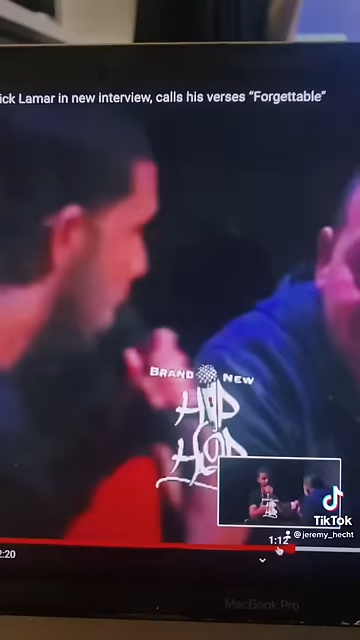 ick Lamar in new interview, calls his verses “Forgettable”
BRAND NEW
HIP
HOP
1:12
TikTok
@jeremy_hecht
2:20
MacBook Pro